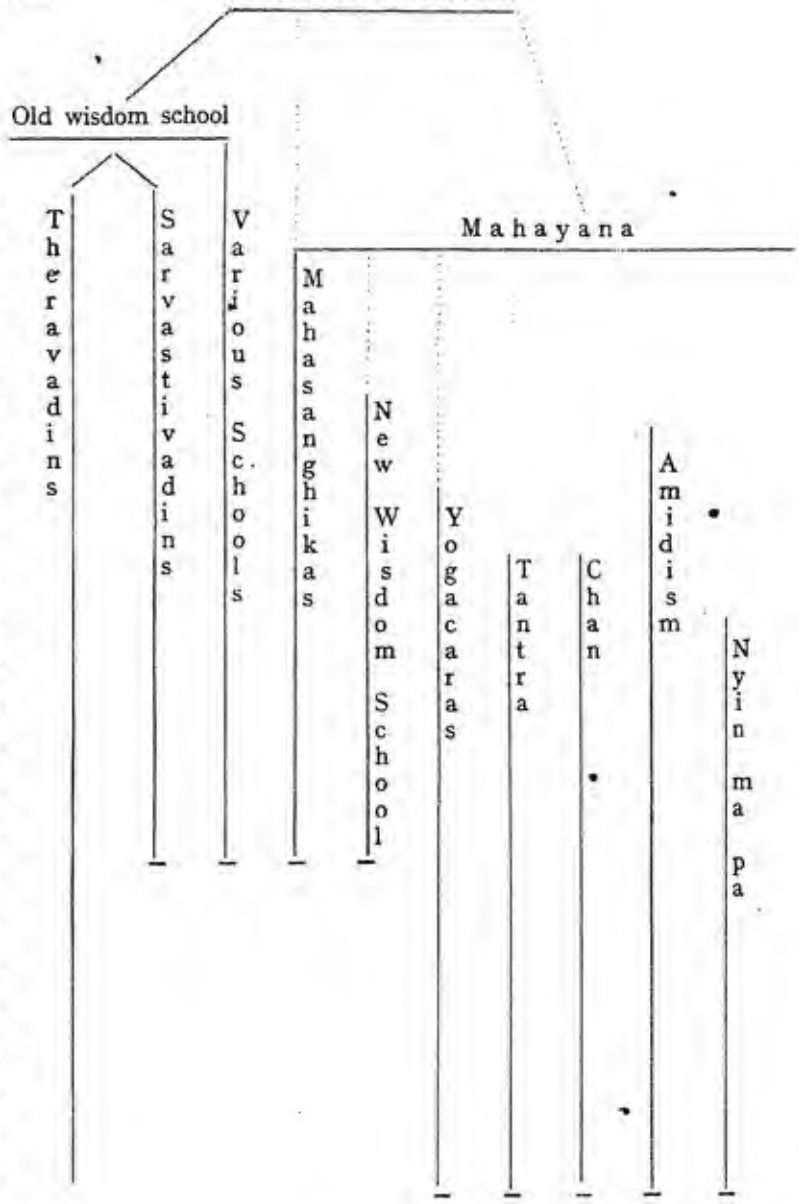 Old wisdom school
Mahayana
Theravadins
Sarvastivadins
Various Schools
Mahasanghikas
New Wisdom School
Yogacaras
Tantra
Chan
Amidism
Nyin ma pa